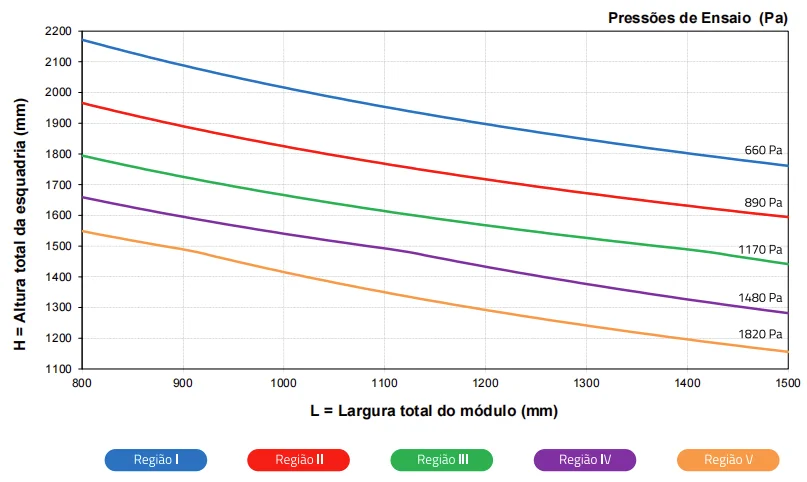 Pressões de Ensaio (Pa)
2200
2100
2000
1900
1800
1700
1600
1500
1400
1300
1200
1100
H = Altura total da esquadria (mm)
660 Pa
890 Pa
1170 Pa
1480 Pa
1820 Pa
800 900 1000 1100 1200 1300 1400 1500
L = Largura total do módulo (mm)
Região I Região II Região III Região IV Região V